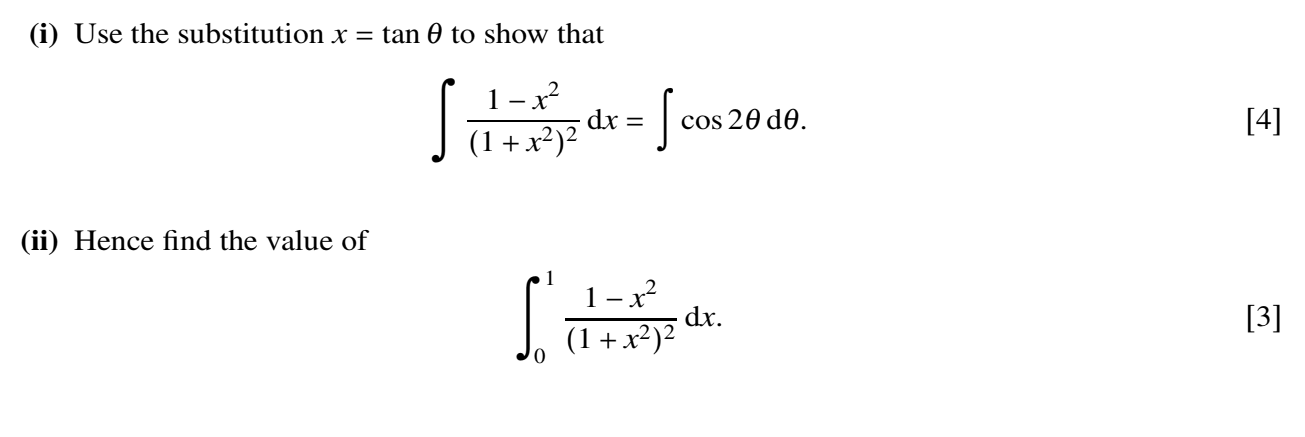 (i) Use the substitution x = tan θ to show that
∫ (1 − x²)/(1 + x²)² dx = ∫ cos 2θ dθ. [4]
(ii) Hence find the value of
∫₀¹ (1 − x²)/(1 + x²)² dx. [3]